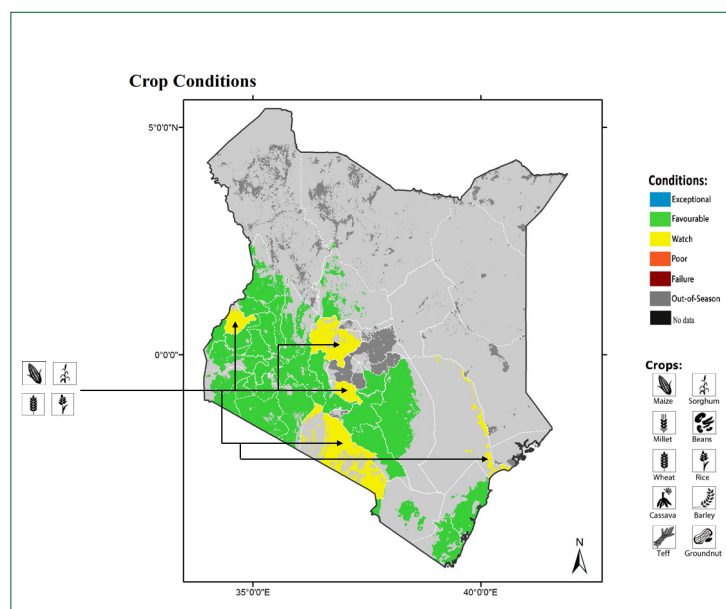 Crop Conditions
5°0'0"N
0°0'0"
35°0'0"E
40°0'0"E
N
Conditions:
Exceptional
Favourable
Watch
Poor
Failure
Out-of-Season
No data
Crops:
Maize Sorghum
Millet Beans
Wheat Rice
Cassava Barley
Teff Groundnut